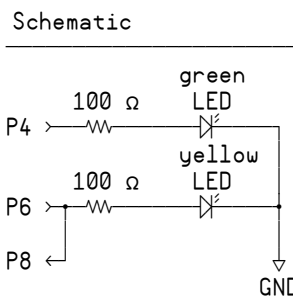 Schematic
green
100 Ω LED
P4
yellow
100 Ω LED
P6
P8
GND